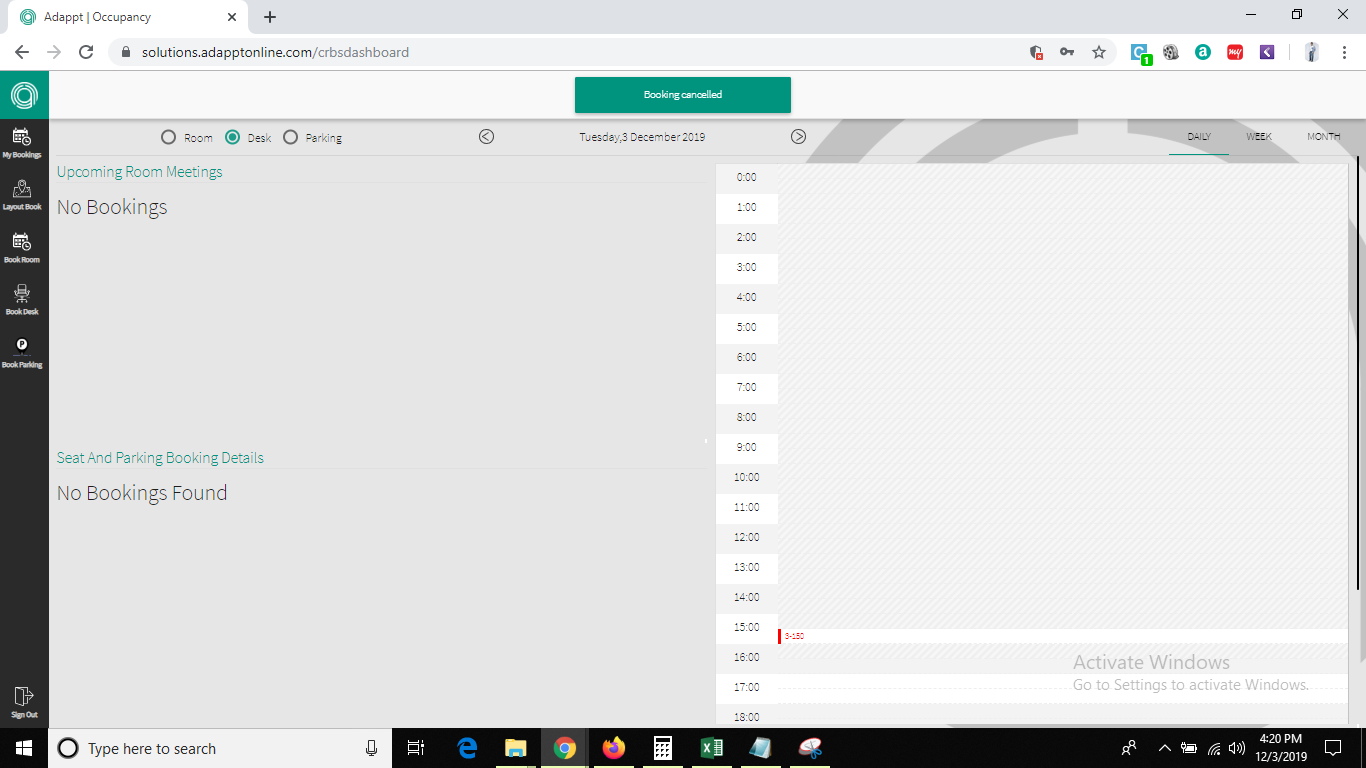 Adappt | Occupancy
solutions.adapptonline.com/crbsdashboard
1
my
Booking cancelled
My Bookings
Layout Book
Book Room
Book Desk
P
Book Parking
Sign Out
Room
Desk
Parking
Tuesday,3 December 2019
DAILY
WEEK
MONTH
Upcoming Room Meetings
No Bookings
Seat And Parking Booking Details
No Bookings Found
0:00
1:00
2:00
3:00
4:00
5:00
6:00
7:00
8:00
9:00
10:00
11:00
12:00
13:00
14:00
15:00
3-150
16:00
17:00
18:00
Activate Windows
Go to Settings to activate Windows.
Type here to search
4:20 PM
12/3/2019